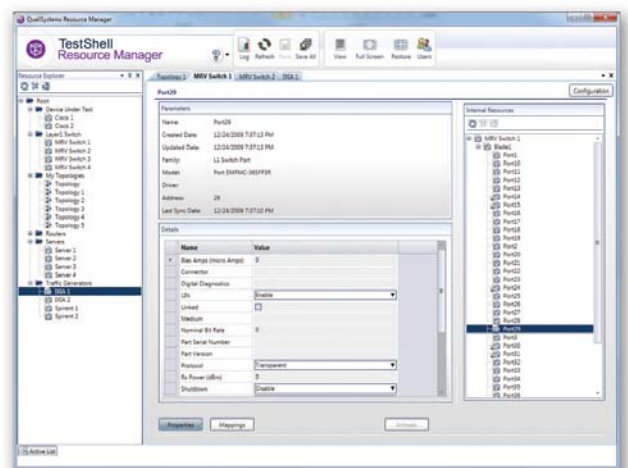 QualiSystems Resource Manager
TestShell
Resource Manager
Log Refresh Save Save All View Full Screen Restore Users
Resource Explorer
Root
Device Under Test
Cisco 1
Cisco 2
Layer1 Switch
MRV Switch 1
MRV Switch 2
MRV Switch 3
MRV Switch 4
My Topologies
Topology
Topology 1
Topology 2
Topology 3
Topology 4
Topology 5
Routers
Servers
Server 1
Server 2
Server 3
Server 4
Traffic Generators
IXIA 1
IXIA 2
Spirent 1
Spirent 2
Active List
Topology 1 MRV Switch 1 MRV Switch 2 IXIA 1
Port29
Configuration
Parameters
Name: Port29
Created Date: 12/24/2009 7:37:13 PM
Updated Date: 12/24/2009 7:37:13 PM
Family: L1 Switch Port
Model:
Driver:
Address: 29
Last Sync Date: 12/24/2009 7:37:10 PM
Details
Name Value
Bias Amps (micro Amps) 0
Connector
Digital Diagnostics
LIN Enable
Linked
Medium
Nominal Bit Rate 0
Part Serial Number
Part Version
Protocol Transparent
Rx Power (dBm) 0
Shutdown Disable
Properties Mappings Activate
Internal Resources
MRV Switch 1
Blade1
Port1
Port10
Port11
Port12
Port13
Port14
Port15
Port16
Port17
Port18
Port19
Port2
Port20
Port21
Port22
Port23
Port24
Port25
Port26
Port27
Port28
Port29
Port3
Port30
Port31
Port32
Port33
Port34
Port35
Port36